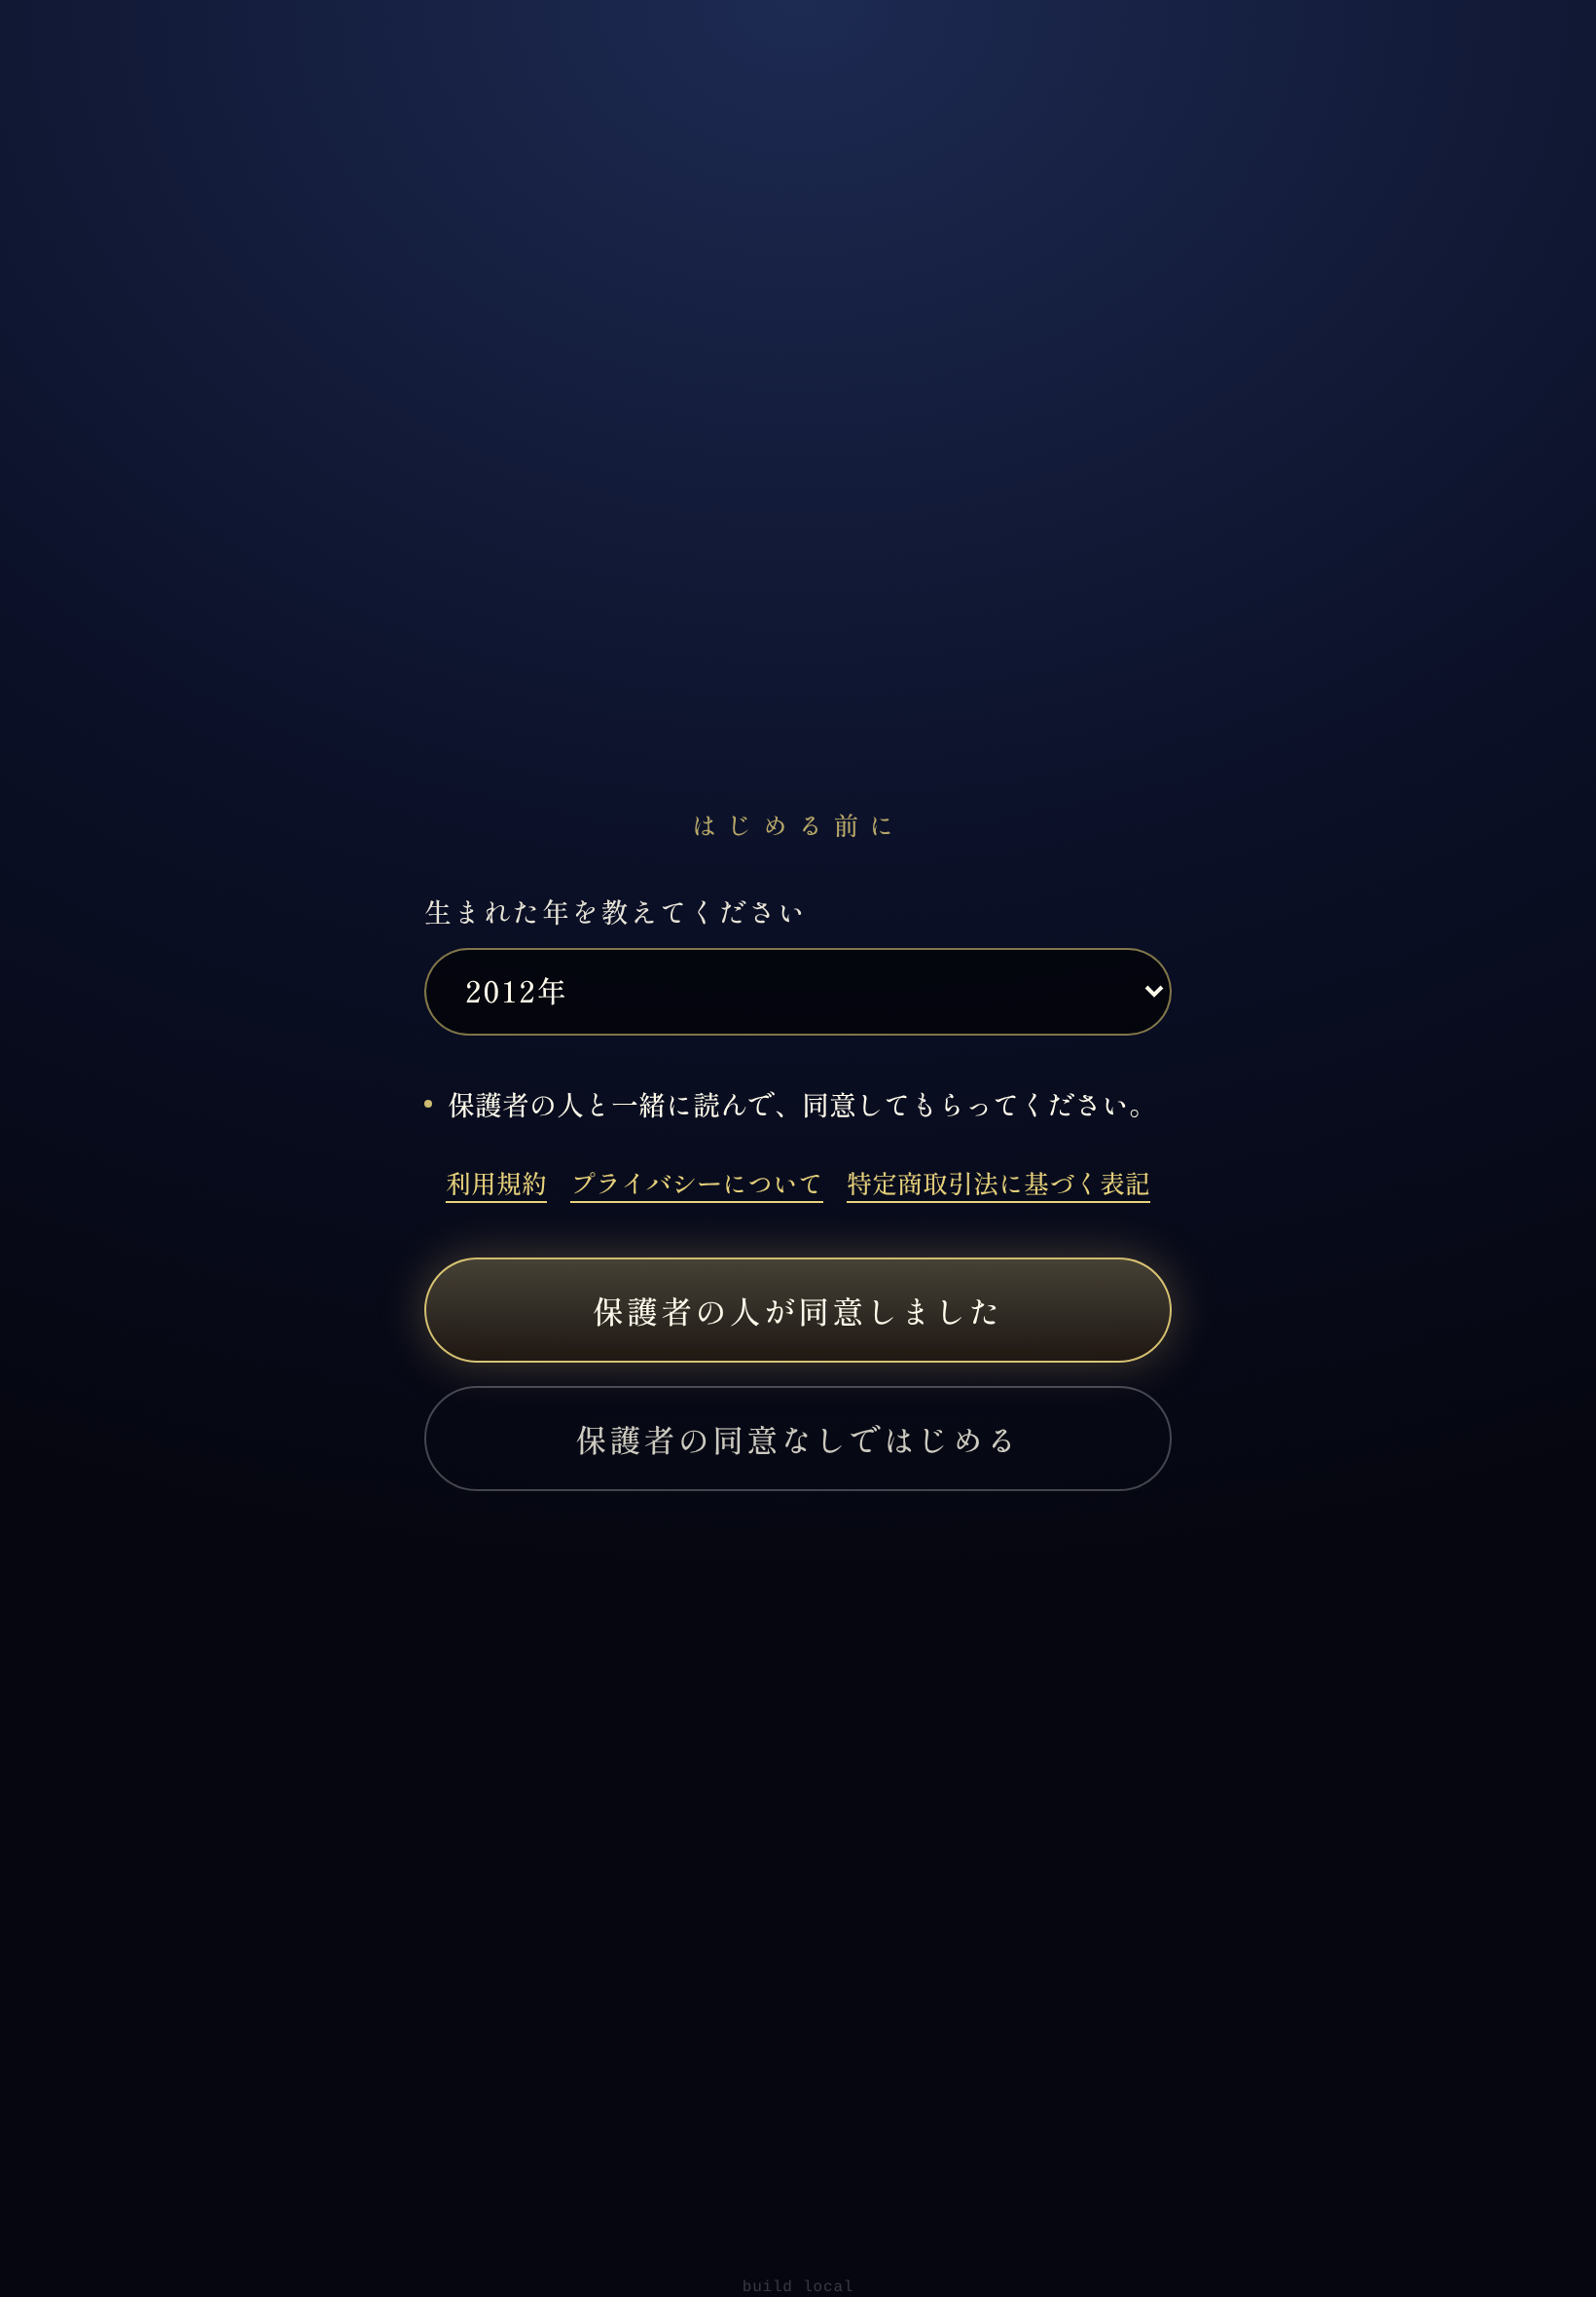 はじめる前に
生まれた年を教えてください
2012年
保護者の人と一緒に読んで、同意してもらってください。
利用規約 プライバシーについて 特定商取引法に基づく表記
保護者の人が同意しました
保護者の同意なしではじめる
build local